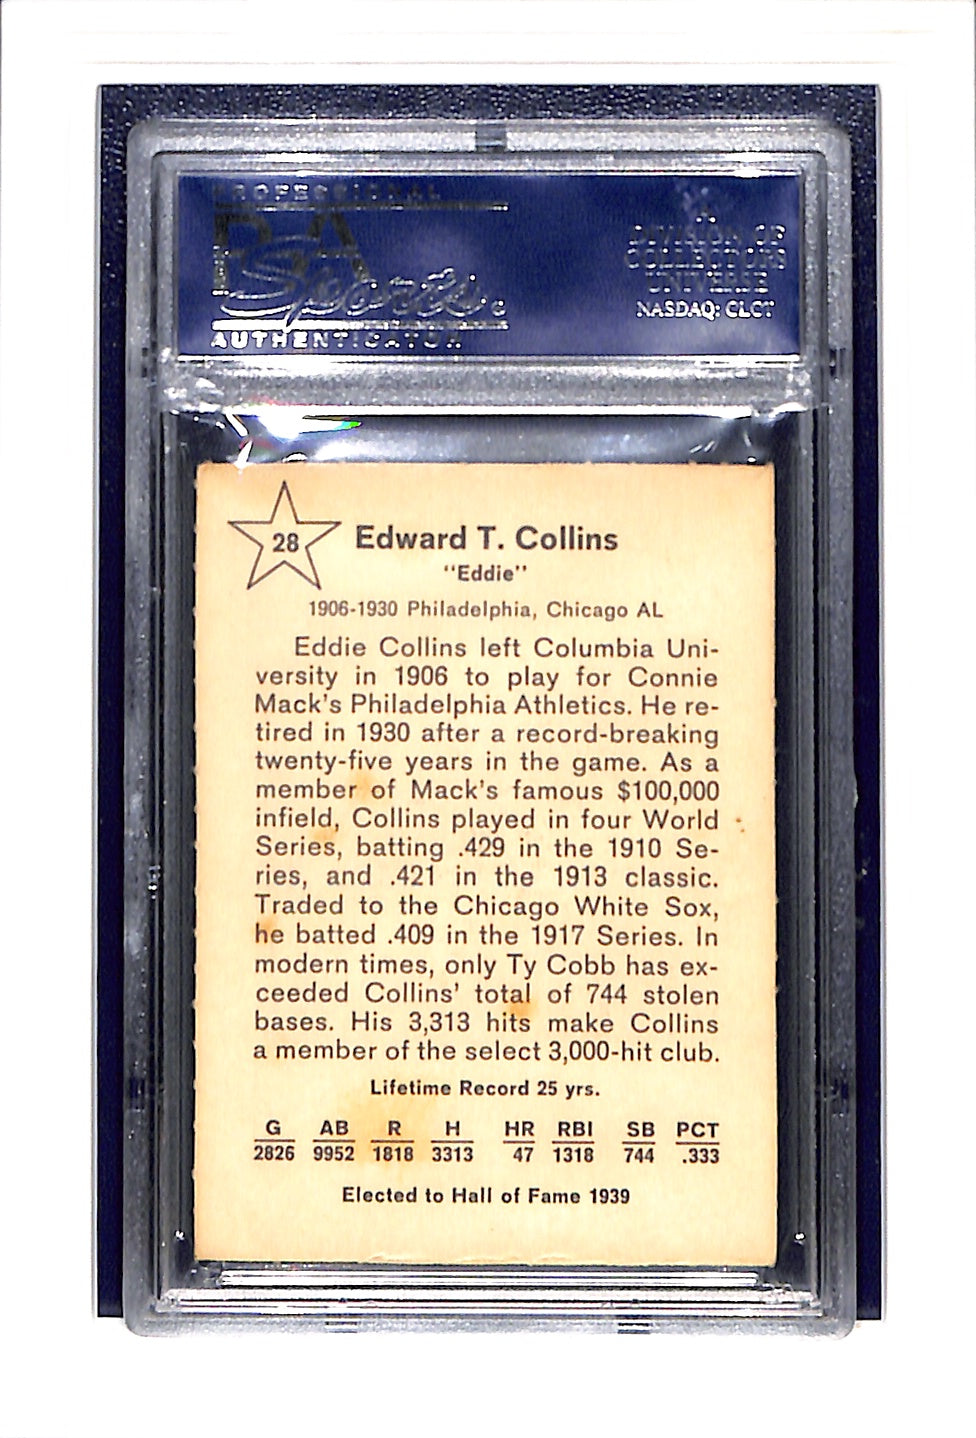 PROFESSIONAL
PSA
Sports
AUTHENTICATOR
A
DIVISION OF
COLLECTORS
UNIVERSE
NASDAQ: CLCT
28
Edward T. Collins
"Eddie"
1906-1930 Philadelphia, Chicago AL
Eddie Collins left Columbia Uni-
versity in 1906 to play for Connie
Mack's Philadelphia Athletics. He re-
tired in 1930 after a record-breaking
twenty-five years in the game. As a
member of Mack's famous $100,000
infield, Collins played in four World
Series, batting .429 in the 1910 Se-
ries, and .421 in the 1913 classic.
Traded to the Chicago White Sox,
he batted .409 in the 1917 Series. In
modern times, only Ty Cobb has ex-
ceeded Collins' total of 744 stolen
bases. His 3,313 hits make Collins
a member of the select 3,000-hit club.
Lifetime Record 25 yrs.
G AB R H HR RBI SB PCT
2826 9952 1818 3313 47 1318 744 .333
Elected to Hall of Fame 1939